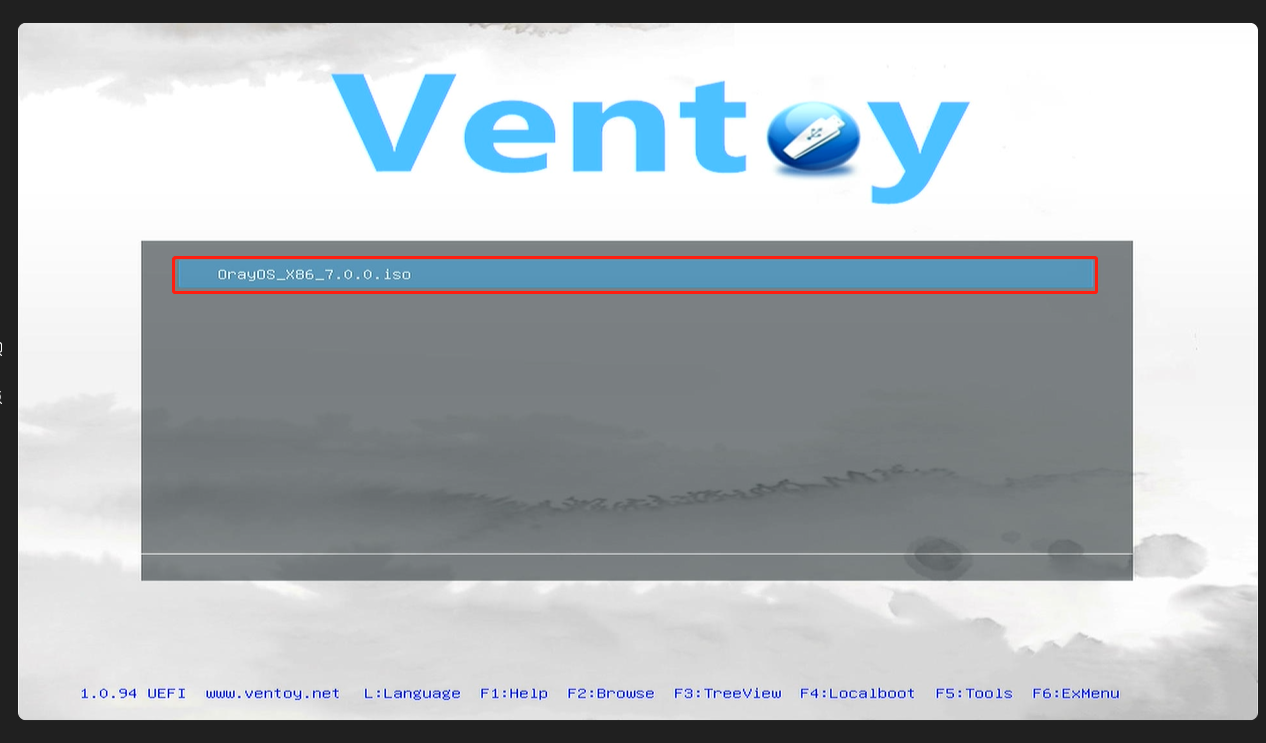 Ventoy
OrayOS_X86_7.0.0.iso
1.0.94 UEFI www.ventoy.net L:Language F1:Help F2:Browse F3:TreeView F4:Localboot F5:Tools F6:ExMenu